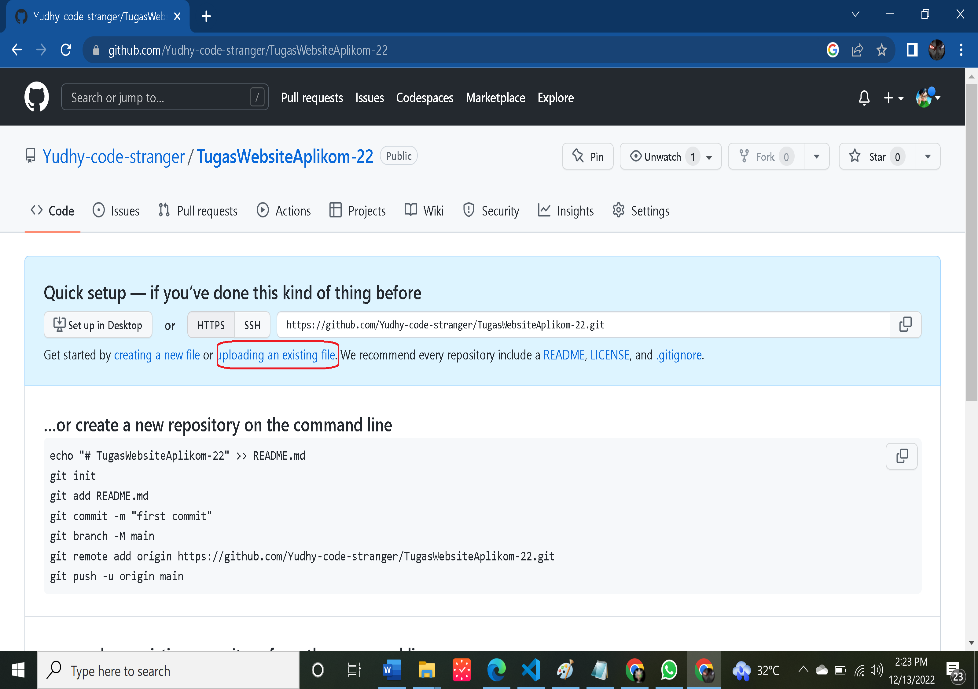 Yudhy-code-stranger/TugasWeb
github.com/Yudhy-code-stranger/TugasWebsiteAplikom-22
Search or jump to...
/
Pull requests Issues Codespaces Marketplace Explore
Yudhy-code-stranger / TugasWebsiteAplikom-22 Public
Pin Unwatch 1 Fork 0 Star 0
Code Issues Pull requests Actions Projects Wiki Security Insights Settings
Quick setup — if you’ve done this kind of thing before
Set up in Desktop or HTTPS SSH https://github.com/Yudhy-code-stranger/TugasWebsiteAplikom-22.git
Get started by creating a new file or uploading an existing file. We recommend every repository include a README, LICENSE, and .gitignore.
...or create a new repository on the command line
echo "# TugasWebsiteAplikom-22" >> README.md
git init
git add README.md
git commit -m "first commit"
git branch -M main
git remote add origin https://github.com/Yudhy-code-stranger/TugasWebsiteAplikom-22.git
git push -u origin main
Type here to search
32°C
2:23 PM
12/13/2022
23